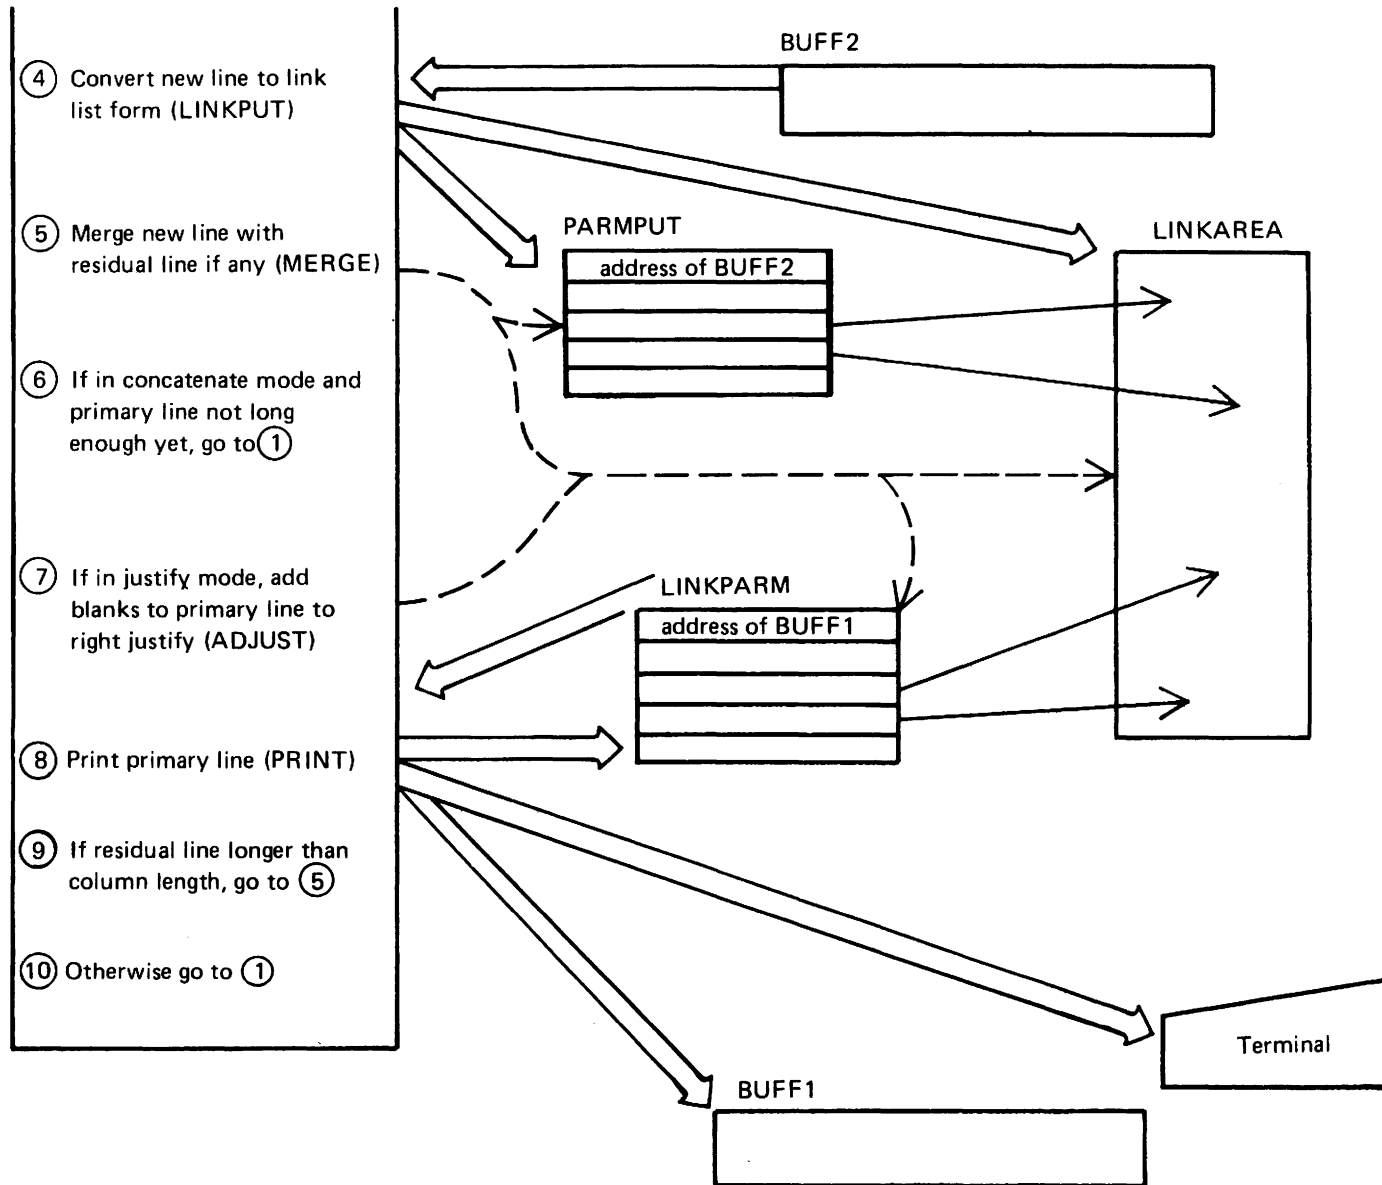 ④ Convert new line to link
list form (LINKPUT)
⑤ Merge new line with
residual line if any (MERGE)
⑥ If in concatenate mode and
primary line not long
enough yet, go to ①
⑦ If in justify mode, add
blanks to primary line to
right justify (ADJUST)
⑧ Print primary line (PRINT)
⑨ If residual line longer than
column length, go to ⑤
⑩ Otherwise go to ①
BUFF2
PARMPUT
address of BUFF2
LINKAREA
LINKPARM
address of BUFF1
Terminal
BUFF1